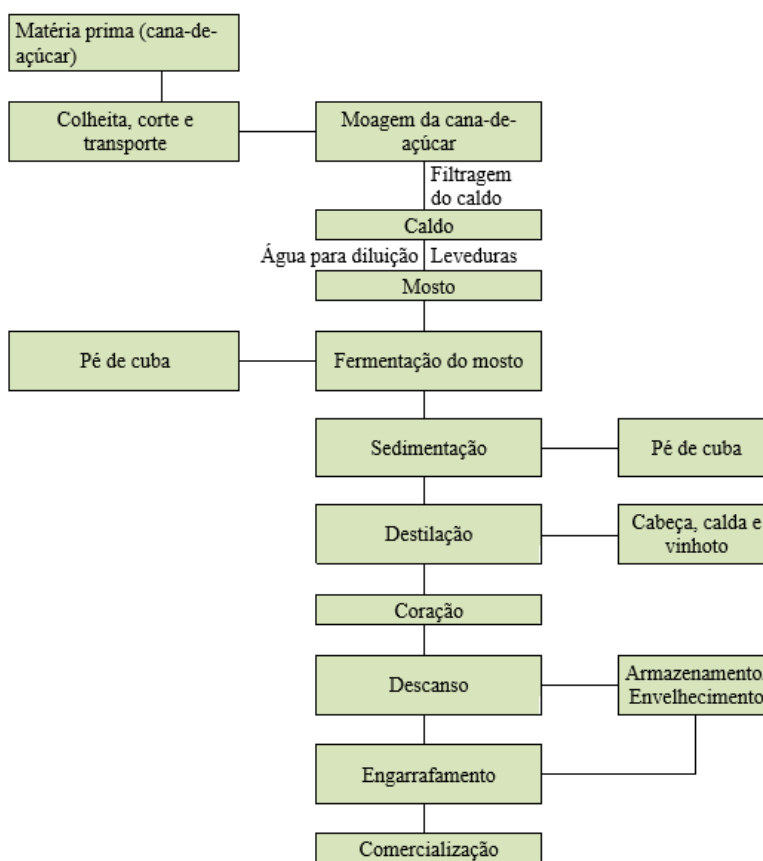 Matéria prima (cana-de-
açúcar)
Colheita, corte e
transporte
Moagem da cana-de-
açúcar
Filtragem
do caldo
Caldo
Água para diluição
Leveduras
Mosto
Pé de cuba
Fermentação do mosto
Sedimentação
Pé de cuba
Destilação
Cabeça, calda e
vinhoto
Coração
Descanso
Armazenamento/
Envelhecimento
Engarrafamento
Comercialização